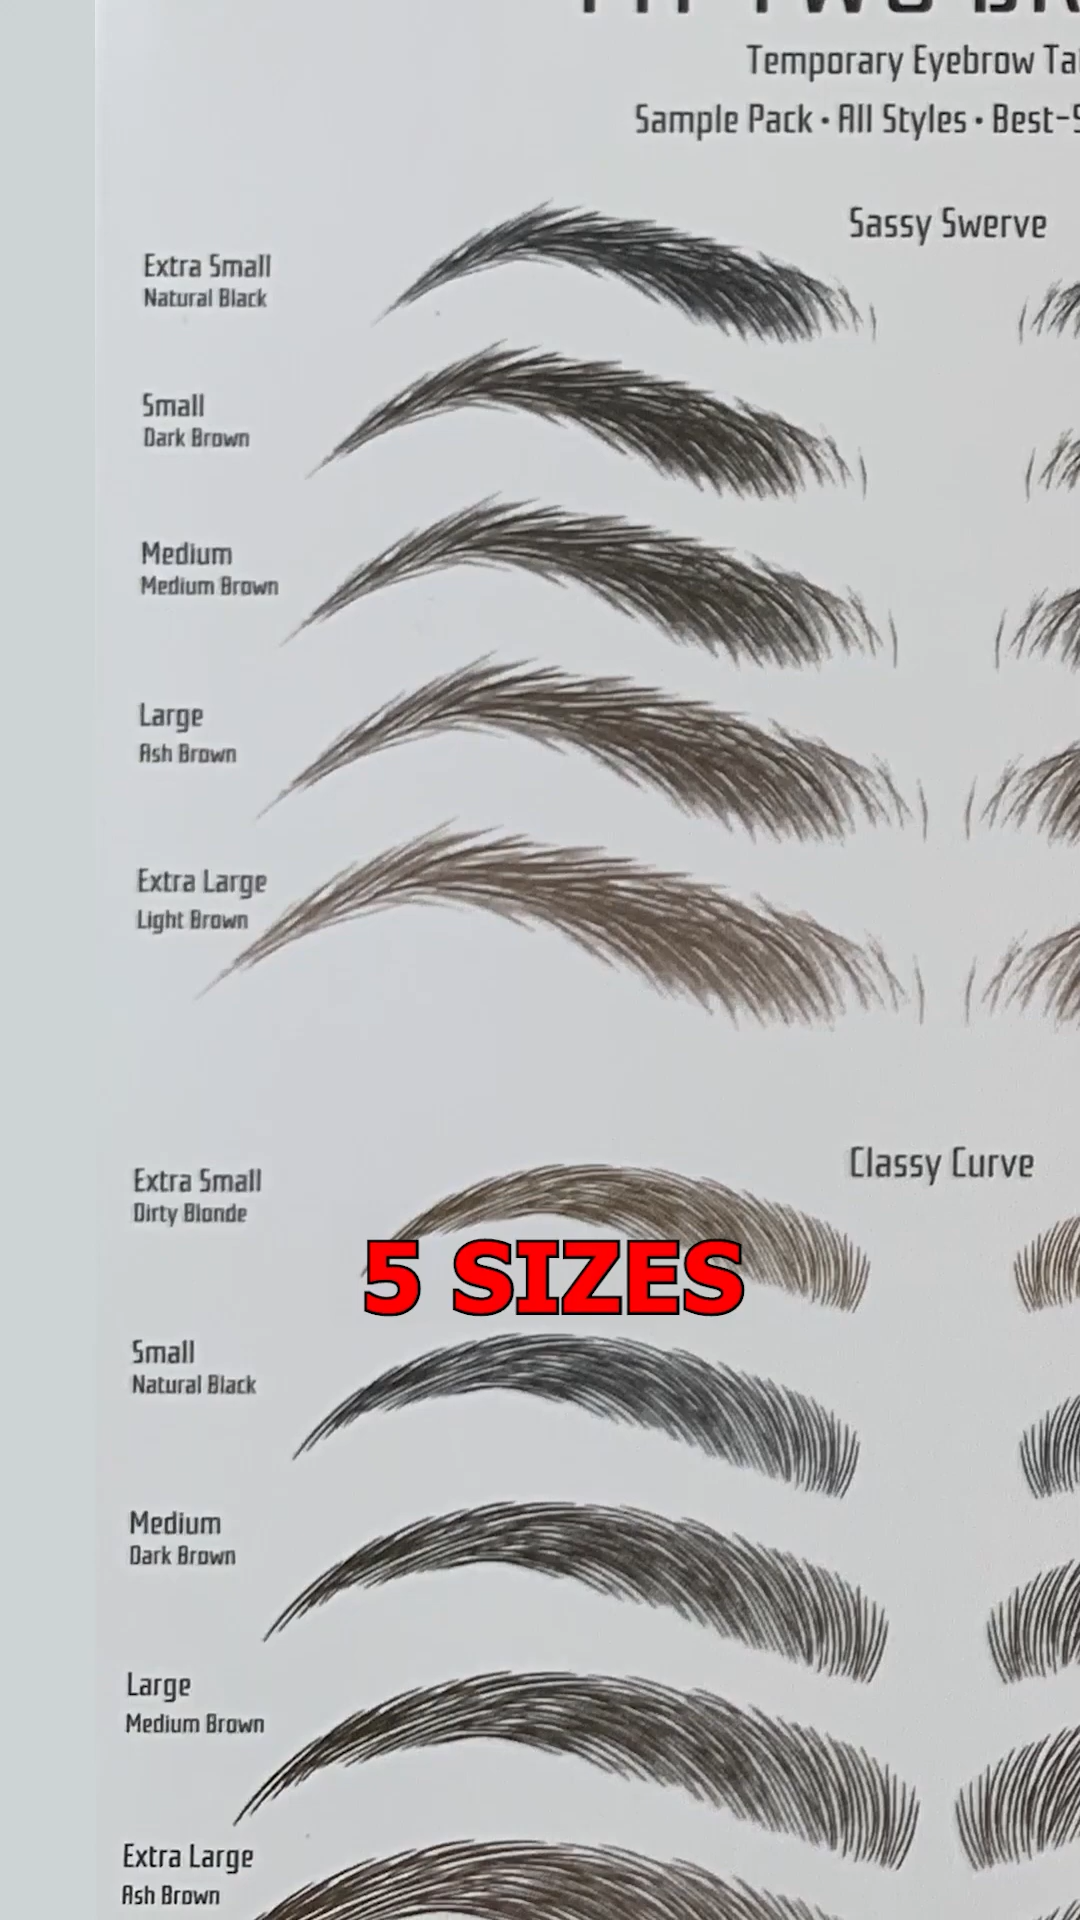 Temporary Eyebrow
Sample Pack • All Styles •
Sassy Swerve
Extra Small
Natural Black
Small
Dark Brown
Medium
Medium Brown
Large
Ash Brown
Extra Large
Light Brown
Classy Curve
Extra Small
Dirty Blonde
5 SIZES
Small
Natural Black
Medium
Dark Brown
Large
Medium Brown
Extra Large
Ash Brown